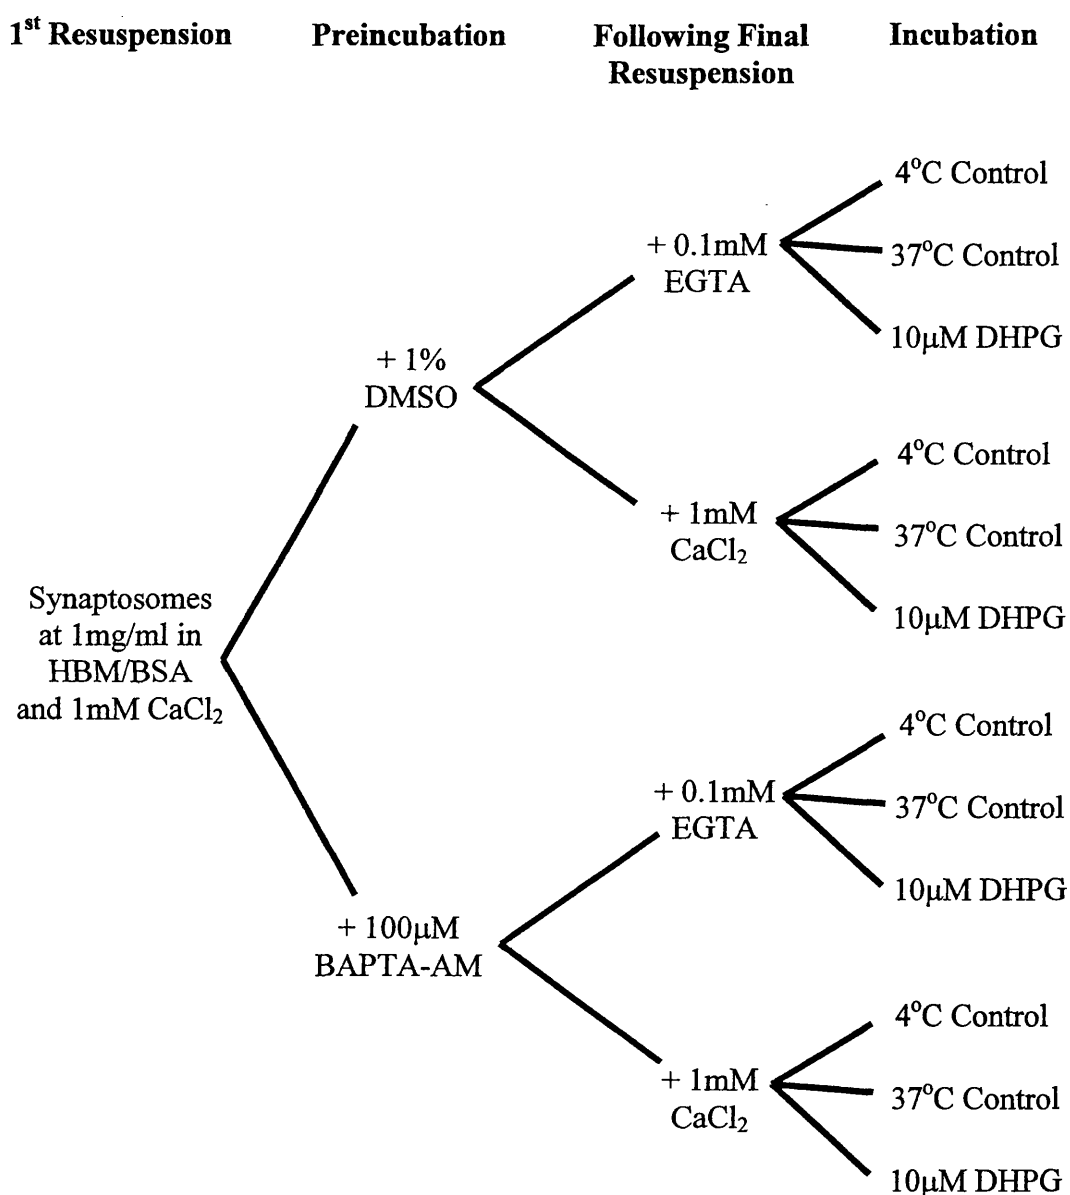 1st Resuspension
Preincubation
Following Final
Resuspension
Incubation
4°C Control
+ 0.1mM
EGTA
37°C Control
10µM DHPG
+ 1%
DMSO
4°C Control
+ 1mM
CaCl2
37°C Control
10µM DHPG
Synaptosomes
at 1mg/ml in
HBM/BSA
and 1mM CaCl2
4°C Control
+ 0.1mM
EGTA
37°C Control
10µM DHPG
+ 100µM
BAPTA-AM
4°C Control
+ 1mM
CaCl2
37°C Control
10µM DHPG